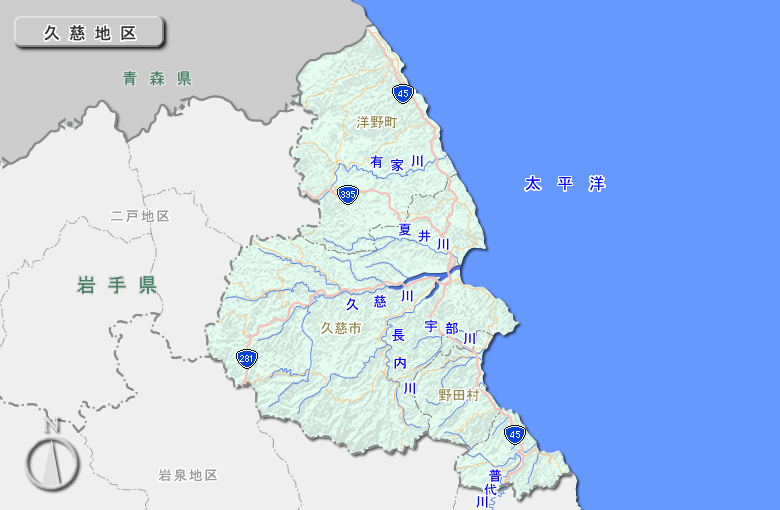 久慈地区
青森県
45
洋野町
有家川
太平洋
395
二戸地区
夏井川
岩手県
久慈川
久慈市
宇部川
長内川
281
野田村
N
45
岩泉地区
普代川